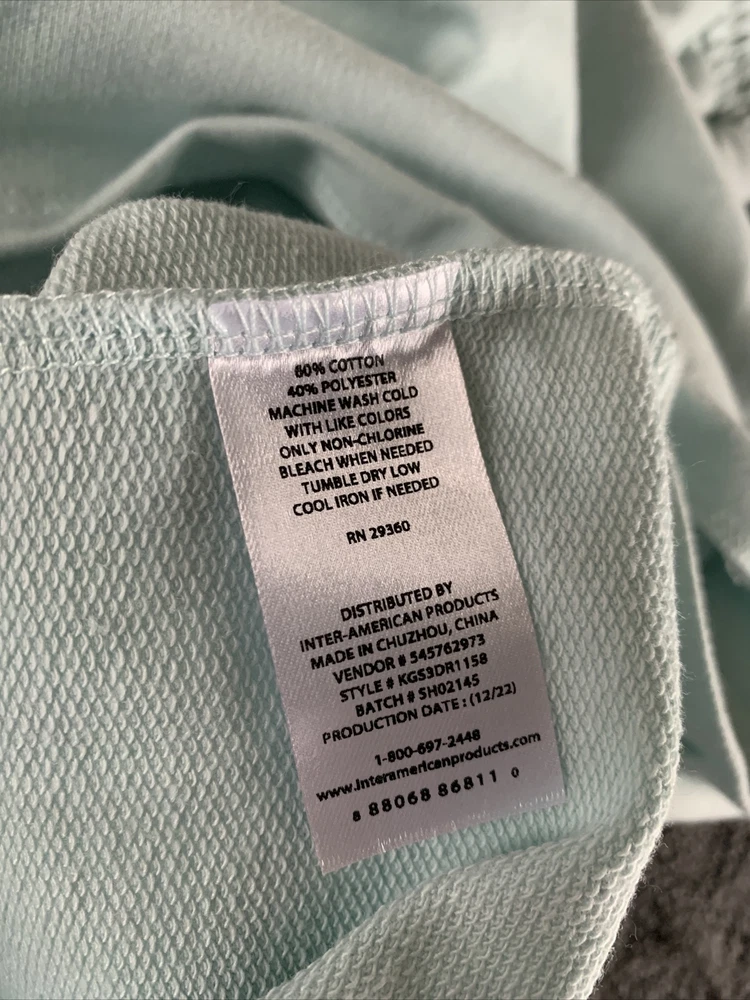 60% COTTON
40% POLYESTER
MACHINE WASH COLD
WITH LIKE COLORS
ONLY NON-CHLORINE
BLEACH WHEN NEEDED
TUMBLE DRY LOW
COOL IRON IF NEEDED
RN 29360
DISTRIBUTED BY
INTER-AMERICAN PRODUCTS
MADE IN CHUZHOU, CHINA
VENDOR # 545762973
STYLE # KGS3DR1158
BATCH # SH02145
PRODUCTION DATE : (12/22)
1-800-697-2448
www.interamericanproducts.com
8 88068 86811 0